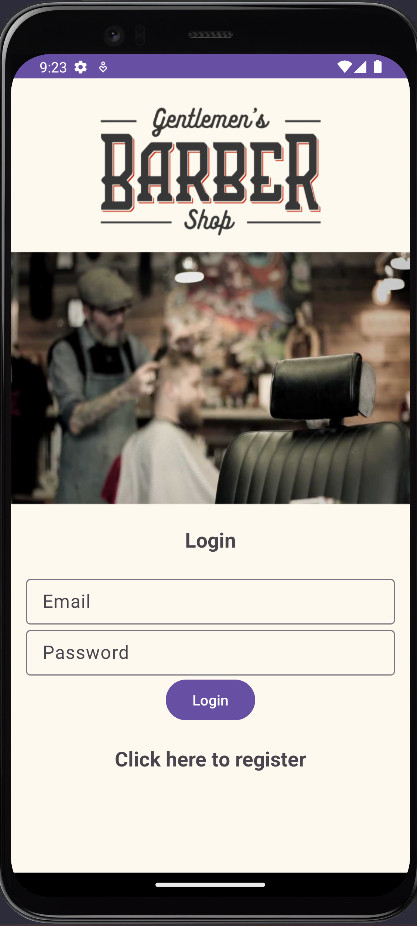 9:23
Gentlemen's
BARBER
Shop
Login
Email
Password
Login
Click here to register